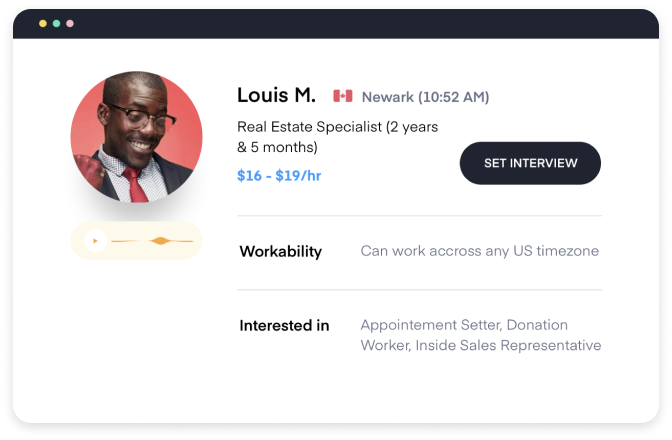 Louis M. Newark (10:52 AM)
Real Estate Specialist (2 years
& 5 months)
$16 - $19/hr
SET INTERVIEW
Workability Can work accross any US timezone
Interested in Appointement Setter, Donation
Worker, Inside Sales Representative